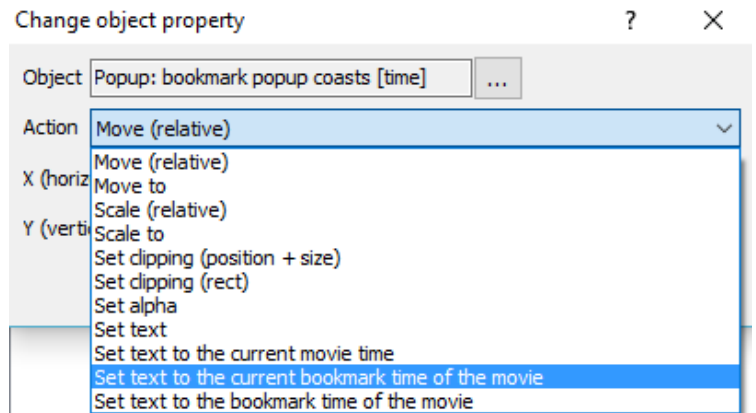 Change object property ? ×
Object Popup: bookmark popup coasts [time] ...
Action Move (relative)
Move (relative)
X (horiz
Move to
Scale (relative)
Y (verti
Scale to
Set clipping (position + size)
Set clipping (rect)
Set alpha
Set text
Set text to the current movie time
Set text to the current bookmark time of the movie
Set text to the bookmark time of the movie